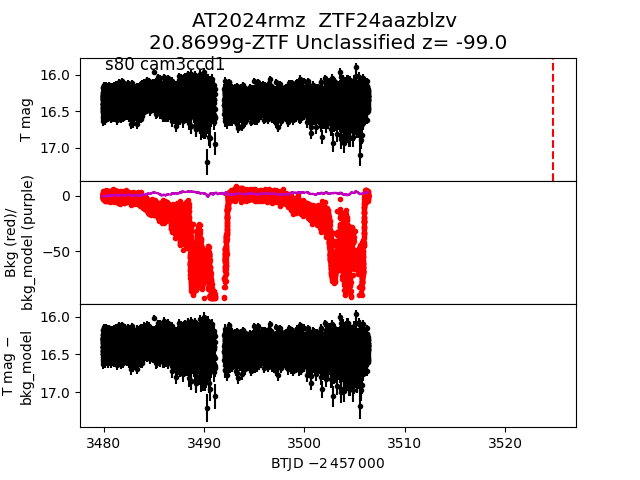 AT2024rmz  ZTF24aazblzv
20.8699g-ZTF Unclassified z= -99.0
s80 cam3ccd1
16.0
16.5
17.0
T mag
0
−50
Bkg (red)/
bkg_model (purple)
16.0
16.5
17.0
T mag −
bkg_model
3480
3490
3500
3510
3520
BTJD −2 457 000